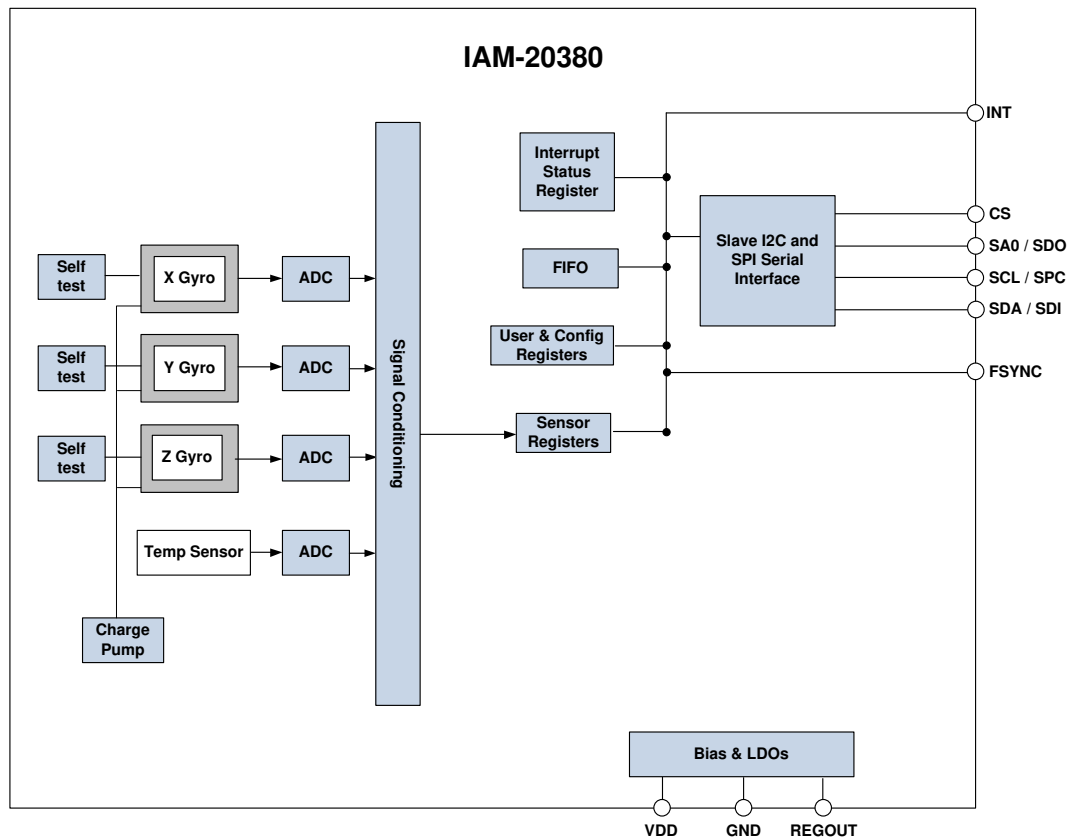 IAM-20380
INT
Interrupt
Status
Register
CS
Slave I2C and
SPI Serial
Interface
SA0 / SDO
SCL / SPC
SDA / SDI
FIFO
User & Config
Registers
FSYNC
Sensor
Registers
Self
test
X Gyro
ADC
Self
test
Y Gyro
ADC
Self
test
Z Gyro
ADC
Temp Sensor
ADC
Signal Conditioning
Charge
Pump
Bias & LDOs
VDD
GND
REGOUT